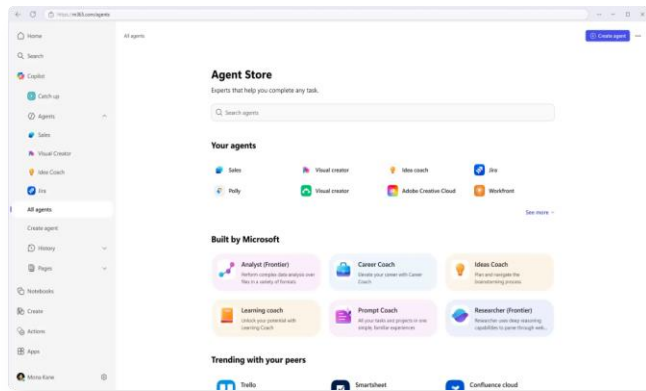 https://m365.com/agents
Home
Search
Copilot
Catch up
Agents
Sales
Visual Creator
Idea Coach
Jira
All agents
Create agent
History
Pages
Notebooks
Create
Actions
Apps
Mona Kane
All agents
Create agent
Agent Store
Experts that help you complete any task.
Search agents
Your agents
Sales
Visual creator
Idea coach
Jira
Polly
Visual creator
Adobe Creative Cloud
Workfront
See more
Built by Microsoft
Analyst (Frontier)
Perform complex data analysis over
files in a variety of formats
Career Coach
Elevate your career with Career
Coach
Ideas Coach
Plan and navigate the
brainstorming process
Learning coach
Unlock your potential with
Learning Coach
Prompt Coach
All your tasks and projects in one
simply familiar experiences
Researcher (Frontier)
Researcher uses deep reasoning
capabilities to parse through web...
Trending with your peers
Trello
Smartsheet
Confluence cloud